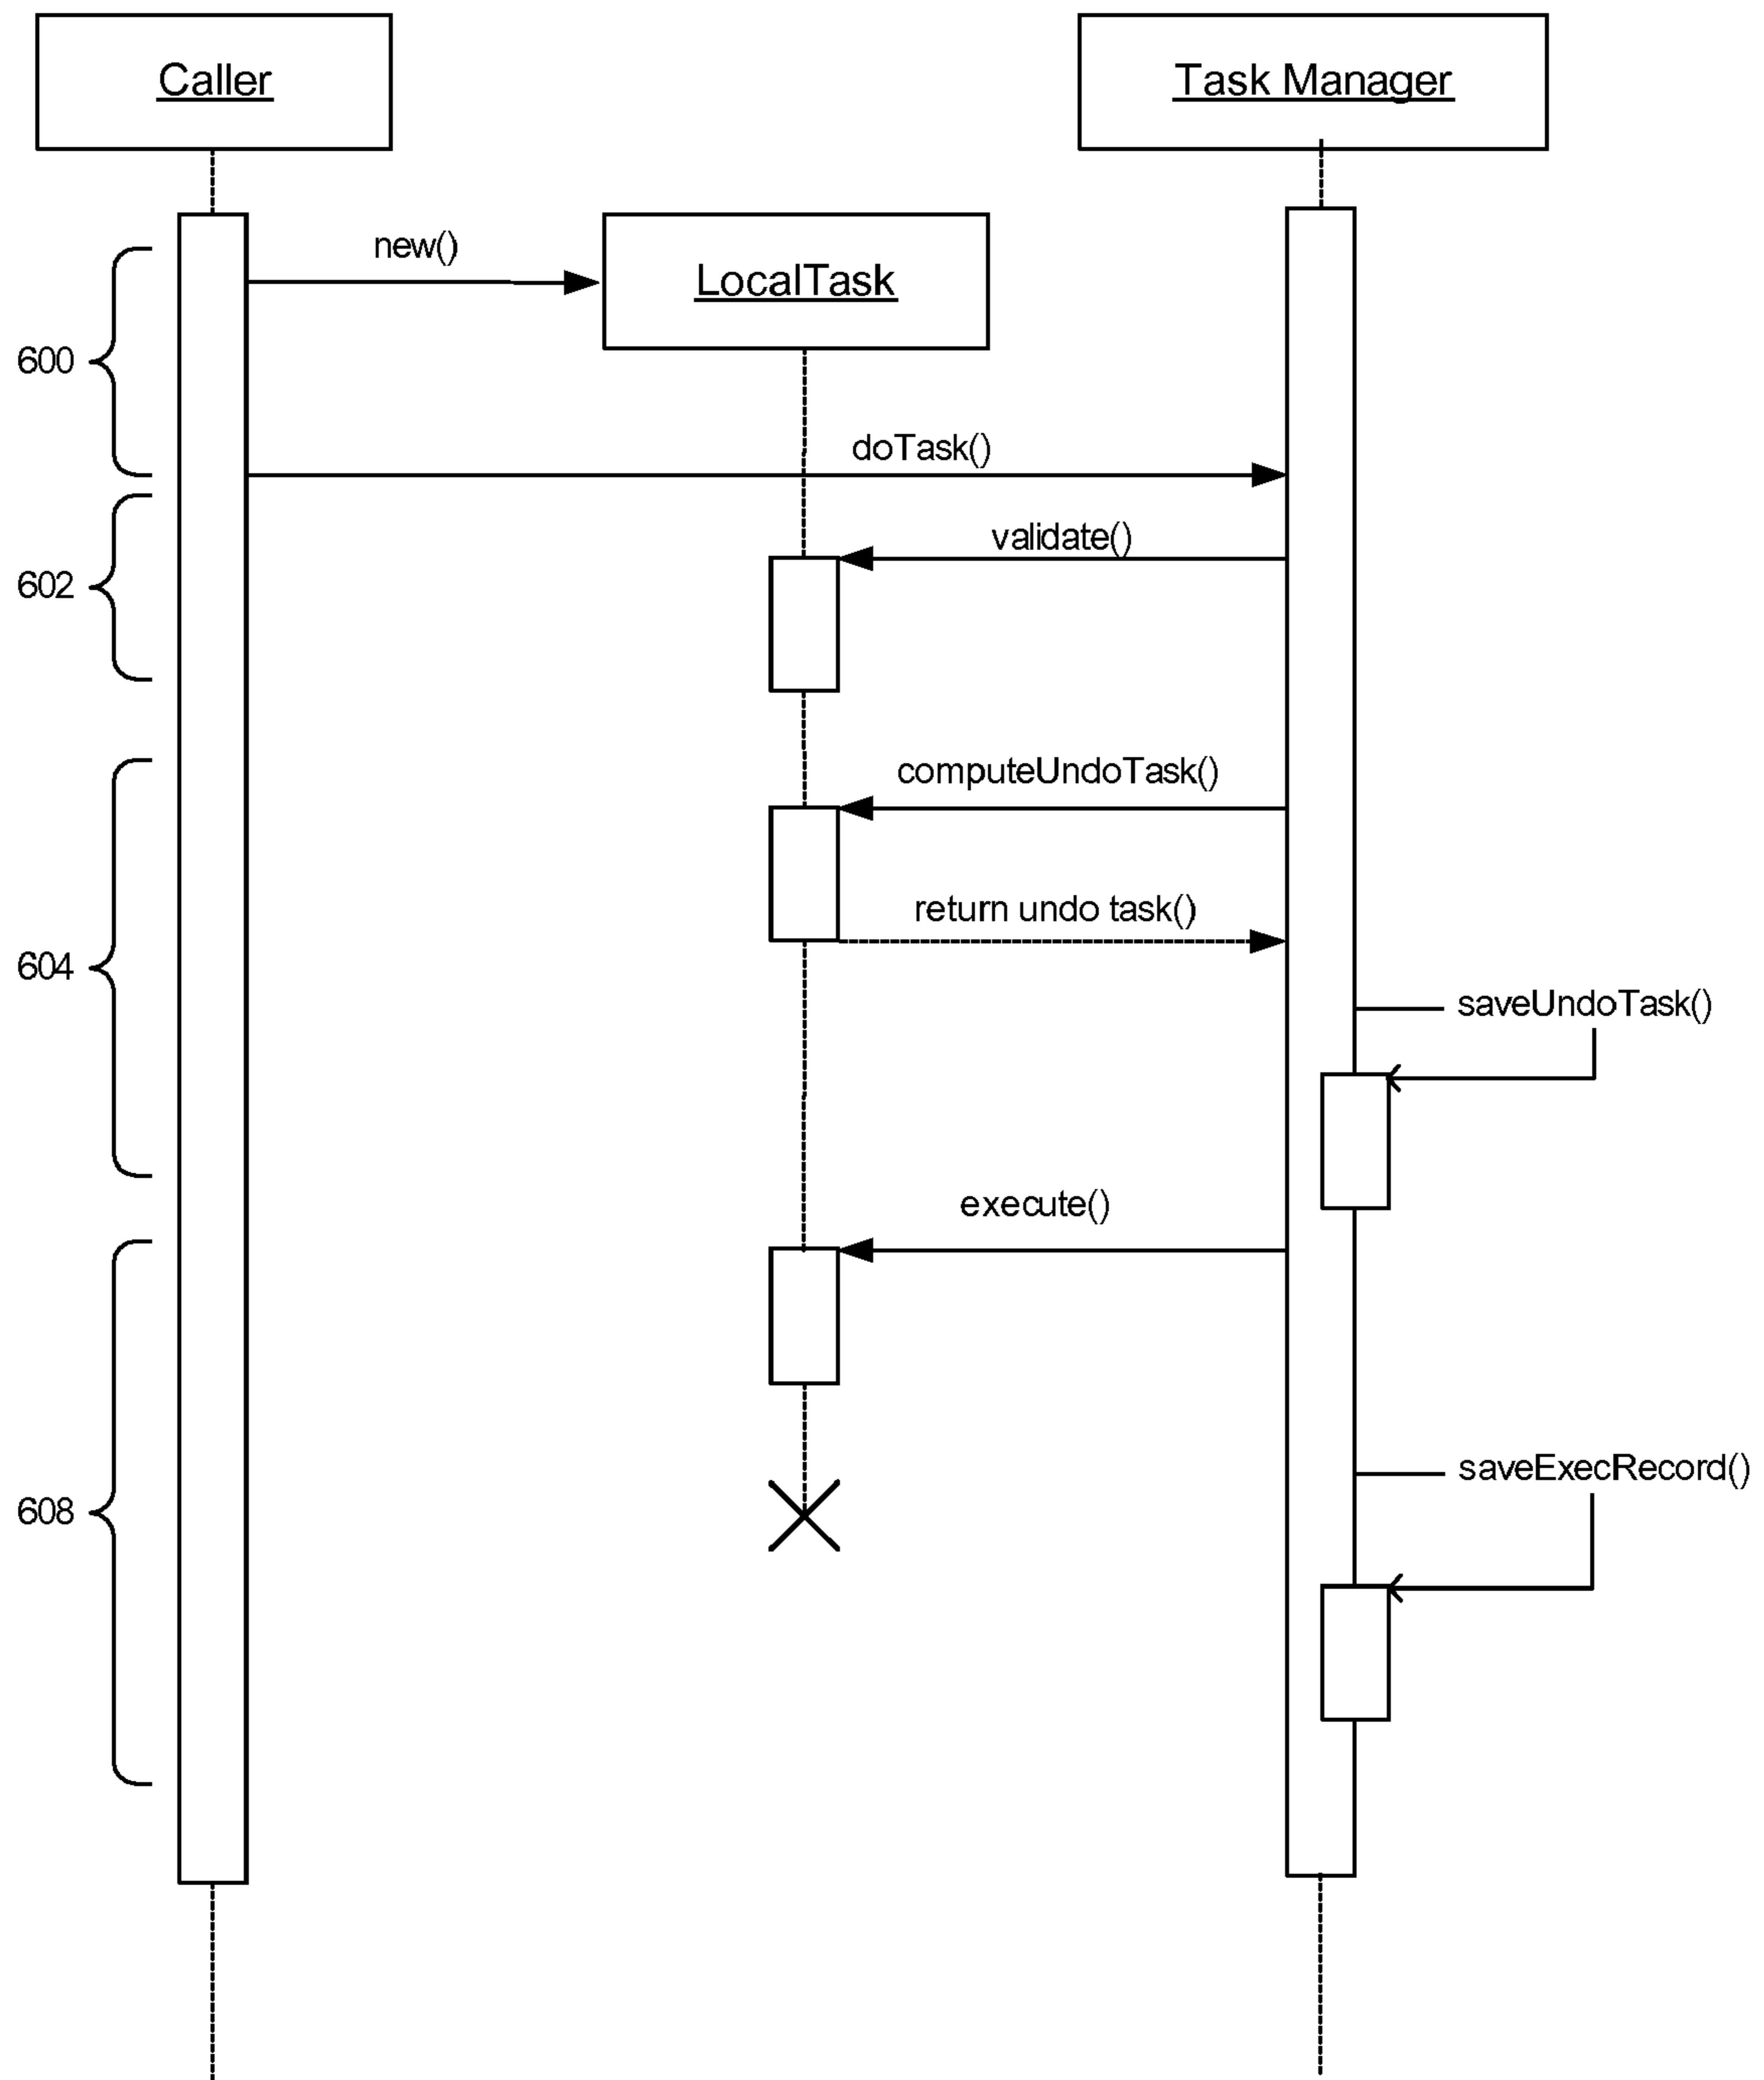 Caller
Task Manager
new()
LocalTask
600
doTask()
validate()
602
computeUndoTask()
return undo task()
604
saveUndoTask()
execute()
saveExecRecord()
608